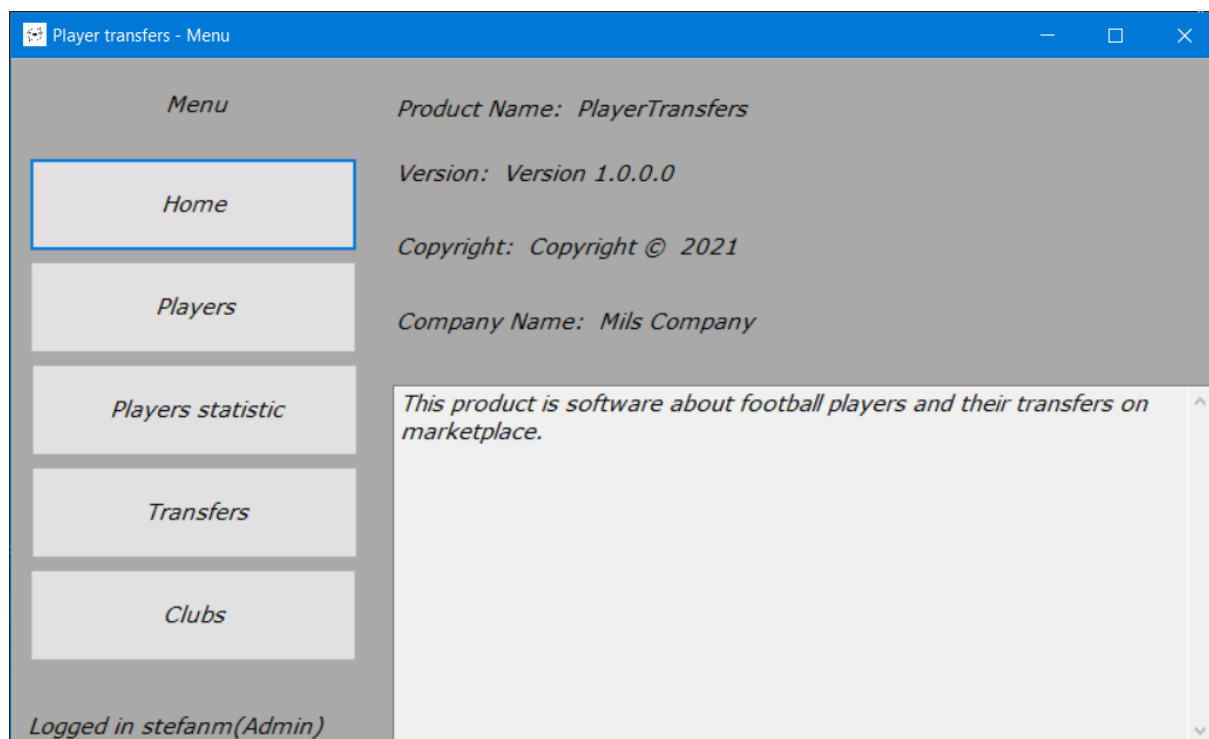 Player transfers - Menu
Menu
Home
Players
Players statistic
Transfers
Clubs
Logged in stefanm(Admin)
Product Name: PlayerTransfers
Version: Version 1.0.0.0
Copyright: Copyright © 2021
Company Name: Mils Company
This product is software about football players and their transfers on
marketplace.